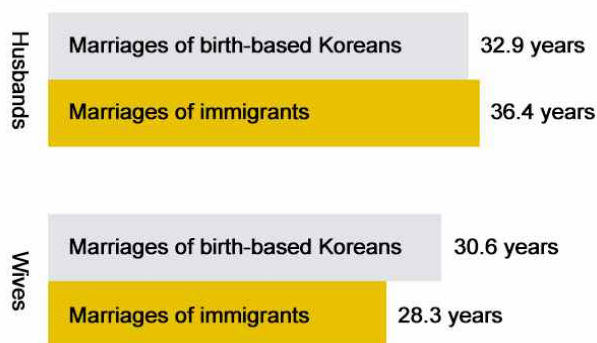 Husbands
Marriages of birth-based Koreans 32.9 years
Marriages of immigrants 36.4 years
Wives
Marriages of birth-based Koreans 30.6 years
Marriages of immigrants 28.3 years